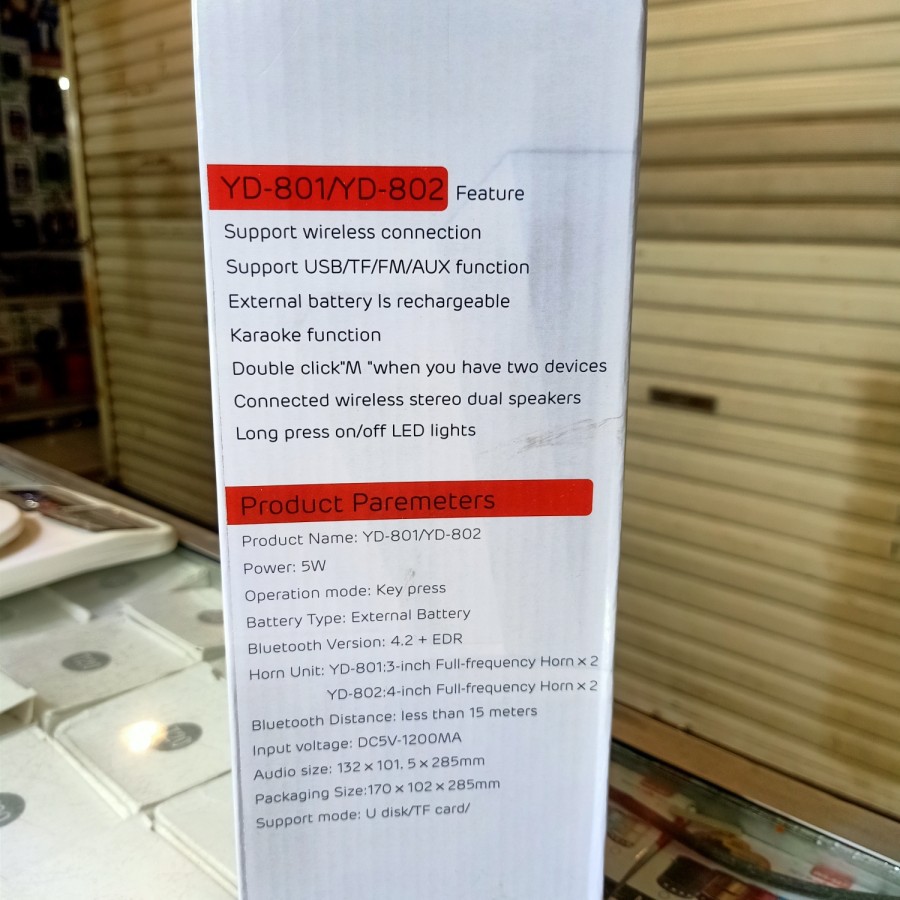 YD-801/YD-802 Feature
Support wireless connection
Support USB/TF/FM/AUX function
External battery Is rechargeable
Karaoke function
Double click"M "when you have two devices
Connected wireless stereo dual speakers
Long press on/off LED lights
Product Paremeters
Product Name: YD-801/YD-802
Power: 5W
Operation mode: Key press
Battery Type: External Battery
Bluetooth Version: 4.2 + EDR
Horn Unit: YD-801:3-inch Full-frequency Horn × 2
YD-802:4-inch Full-frequency Horn × 2
Bluetooth Distance: less than 15 meters
Input voltage: DC5V-1200MA
Audio size: 132 × 101. 5 × 285mm
Packaging Size:170 × 102 × 285mm
Support mode: U disk/TF card/